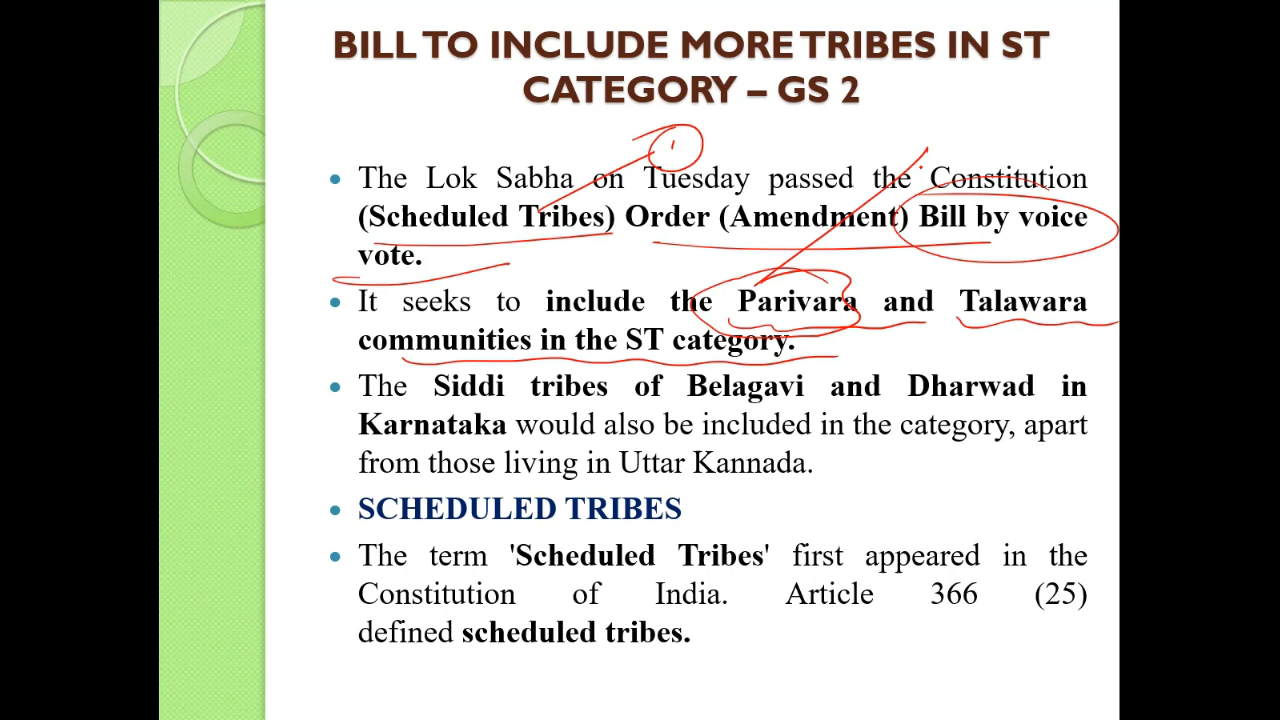 BILL TO INCLUDE MORE TRIBES IN ST
CATEGORY – GS 2
• The Lok Sabha on Tuesday passed the Constitution
(Scheduled Tribes) Order (Amendment) Bill by voice
vote.
• It seeks to include the Parivara and Talawara
communities in the ST category.
• The Siddi tribes of Belagavi and Dharwad in
Karnataka would also be included in the category, apart
from those living in Uttar Kannada.
• SCHEDULED TRIBES
• The term 'Scheduled Tribes' first appeared in the
Constitution of India. Article 366 (25)
defined scheduled tribes.